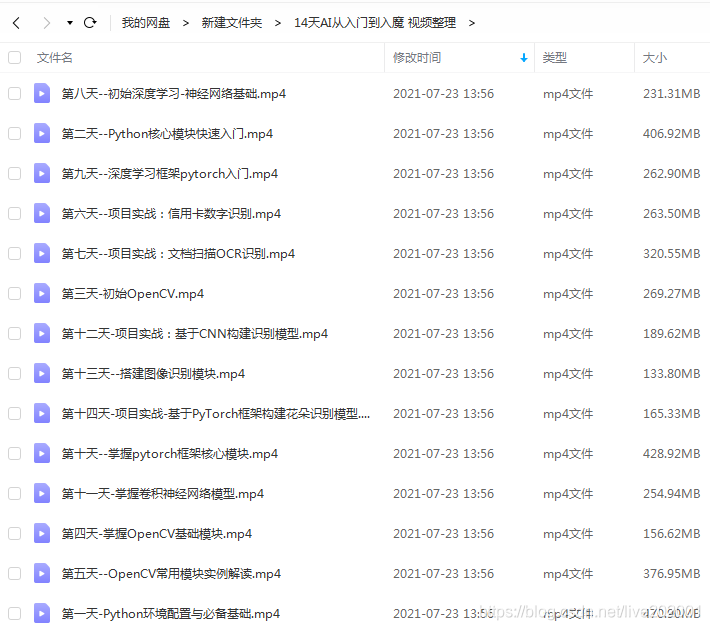 我的网盘 > 新建文件夹 > 14天AI从入门到入魔 视频整理 >
文件名 修改时间 类型 大小
第八天--初始深度学习-神经网络基础.mp4 2021-07-23 13:56 mp4文件 231.31MB
第二天--Python核心模块快速入门.mp4 2021-07-23 13:56 mp4文件 406.92MB
第九天--深度学习框架pytorch入门.mp4 2021-07-23 13:56 mp4文件 262.90MB
第六天--项目实战：信用卡数字识别.mp4 2021-07-23 13:56 mp4文件 263.50MB
第七天--项目实战：文档扫描OCR识别.mp4 2021-07-23 13:56 mp4文件 320.55MB
第三天-初始OpenCV.mp4 2021-07-23 13:56 mp4文件 269.27MB
第十二天-项目实战：基于CNN构建识别模型.mp4 2021-07-23 13:56 mp4文件 189.62MB
第十三天--搭建图像识别模块.mp4 2021-07-23 13:56 mp4文件 133.80MB
第十四天-项目实战-基于PyTorch框架构建花朵识别模型.... 2021-07-23 13:56 mp4文件 165.33MB
第十天--掌握pytorch框架核心模块.mp4 2021-07-23 13:56 mp4文件 428.92MB
第十一天-掌握卷积神经网络模型.mp4 2021-07-23 13:56 mp4文件 254.94MB
第四天-掌握OpenCV基础模块.mp4 2021-07-23 13:56 mp4文件 156.62MB
第五天--OpenCV常用模块实例解读.mp4 2021-07-23 13:56 mp4文件 376.95MB
第一天-Python环境配置与必备基础.mp4 2021-07-23 13:56 mp4文件 470.90MB